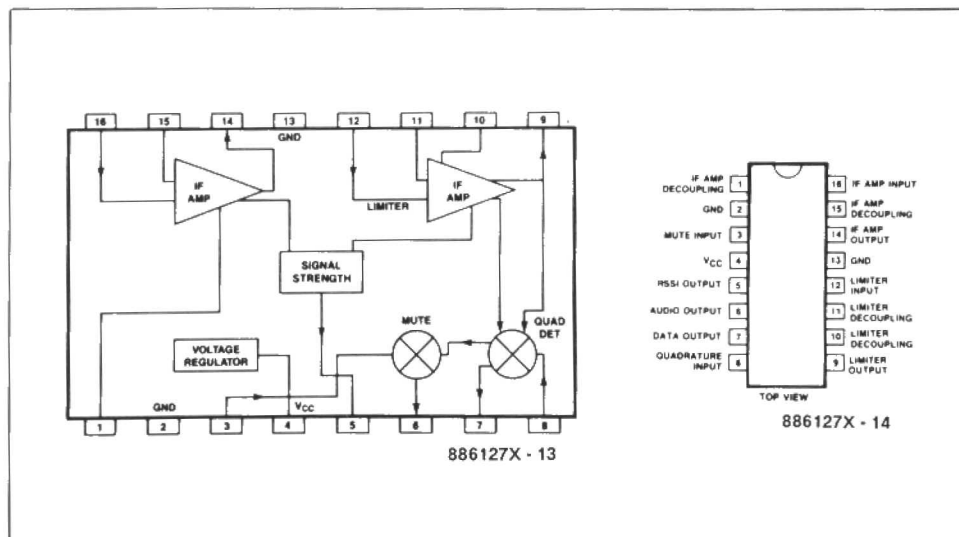 16 15 14 13 12 11 10 9
GND
IF
AMP
LIMITER
IF
AMP
SIGNAL
STRENGTH
MUTE
QUAD
DET
VOLTAGE
REGULATOR
GND
VCC
1 2 3 4 5 6 7 8
886127X - 13
IF AMP
DECOUPLING 1
GND 2
MUTE INPUT 3
VCC 4
RSSI OUTPUT 5
AUDIO OUTPUT 6
DATA OUTPUT 7
QUADRATURE
INPUT 8
16 IF AMP INPUT
15 IF AMP
DECOUPLING
14 IF AMP
OUTPUT
13 GND
12 LIMITER
INPUT
11 LIMITER
DECOUPLING
10 LIMITER
DECOUPLING
9 LIMITER
OUTPUT
TOP VIEW
886127X - 14